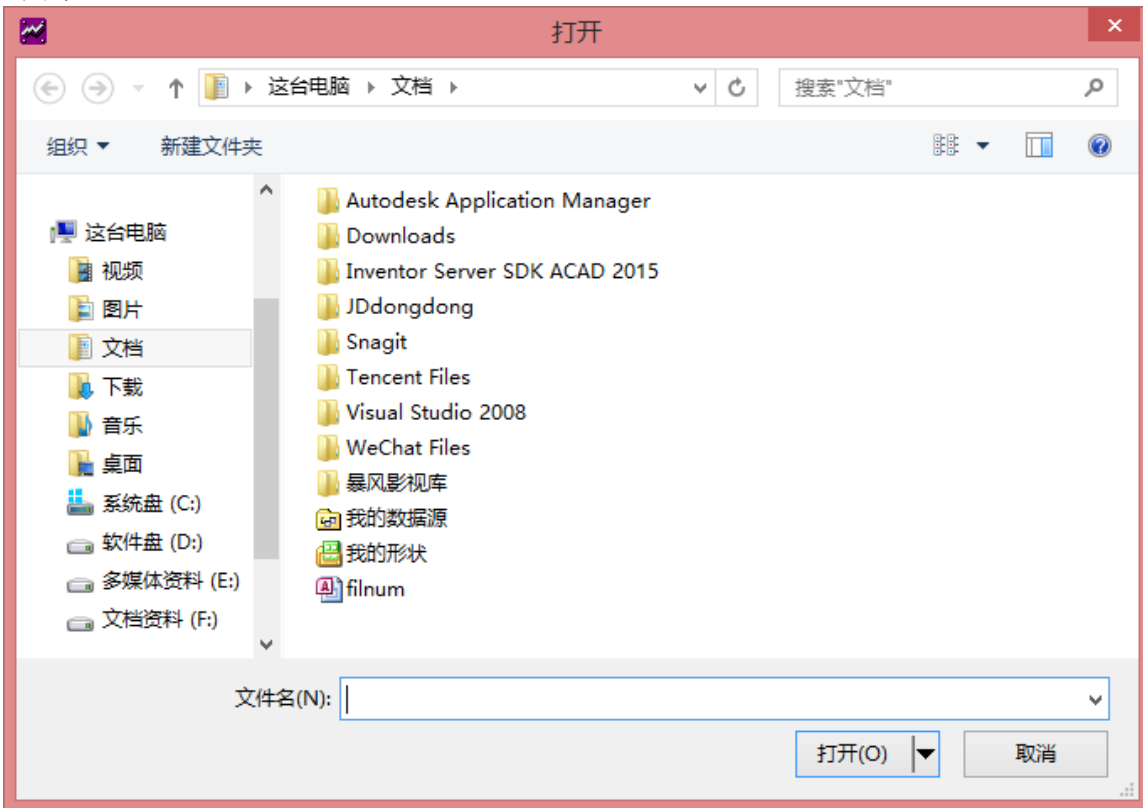 打开
这台电脑 文档
搜索"文档"
组织 新建文件夹
这台电脑
视频
图片
文档
下载
音乐
桌面
系统盘 (C:)
软件盘 (D:)
多媒体资料 (E:)
文档资料 (F:)
Autodesk Application Manager
Downloads
Inventor Server SDK ACAD 2015
JDdongdong
Snagit
Tencent Files
Visual Studio 2008
WeChat Files
暴风影视库
我的数据源
我的形状
filnum
文件名(N):
打开(O) 取消